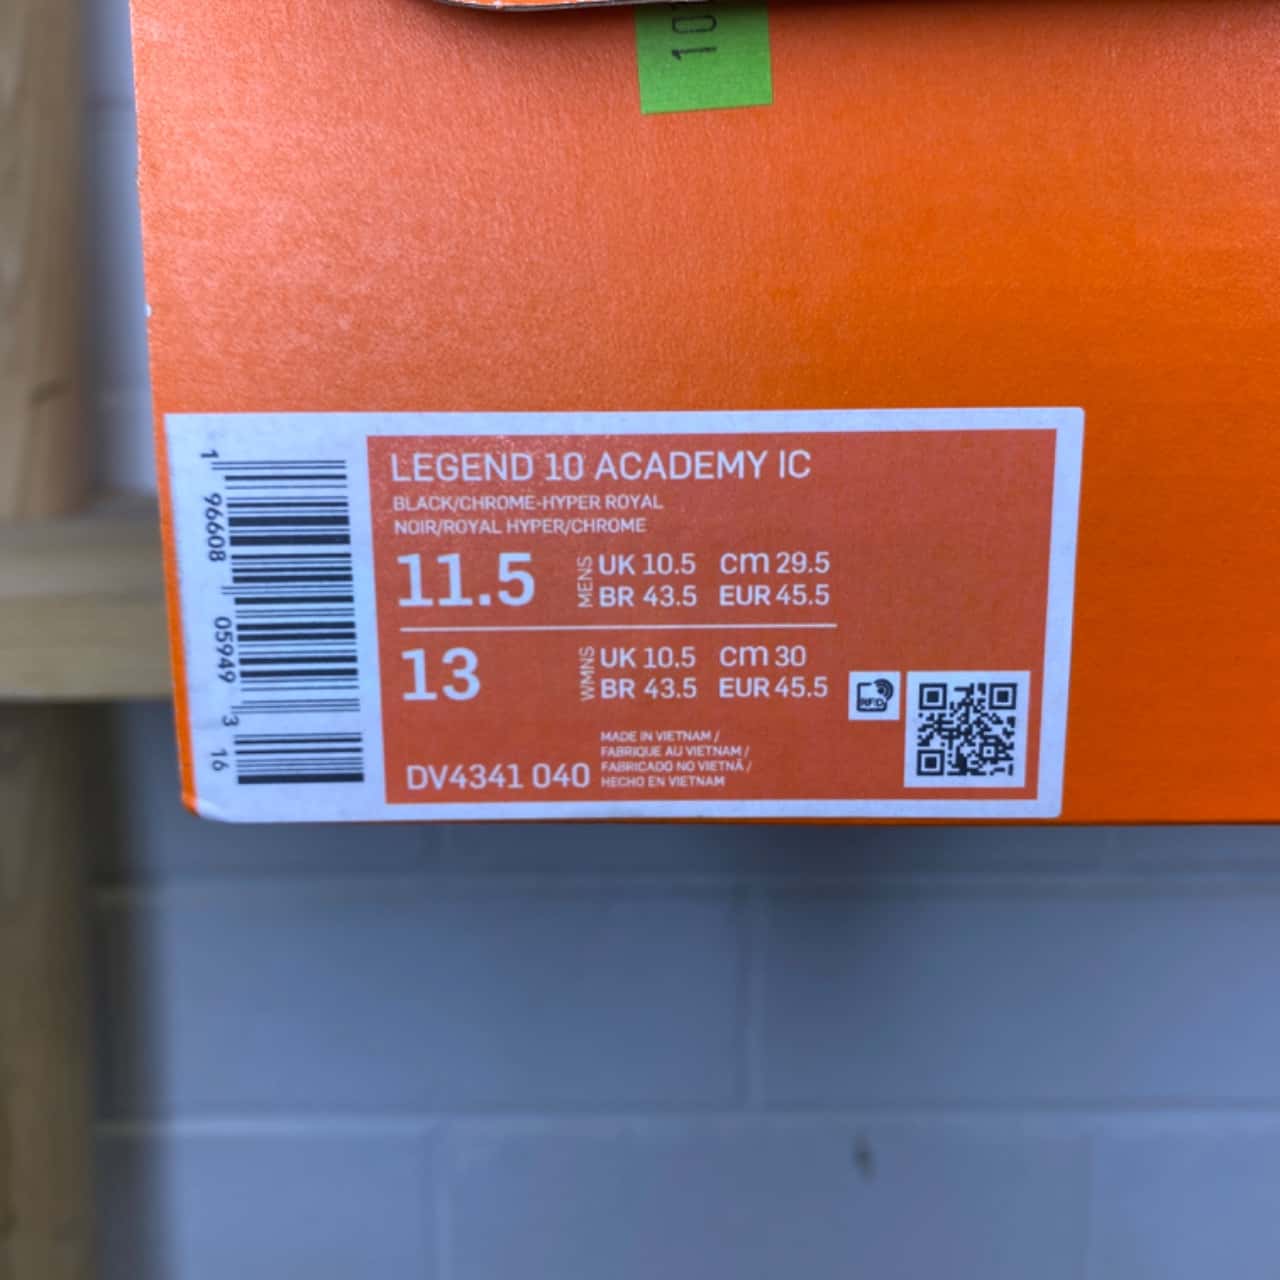 LEGEND 10 ACADEMY IC
BLACK/CHROME-HYPER ROYAL
NOIR/ROYAL HYPER/CHROME
11.5 MENS UK 10.5 cm 29.5
BR 43.5 EUR 45.5
13 WMNS UK 10.5 cm 30
BR 43.5 EUR 45.5
RFID
MADE IN VIETNAM /
FABRIQUE AU VIETNAM /
FABRICADO NO VIETNÃ /
HECHO EN VIETNAM
DV4341 040
1 96608 05949 3 16